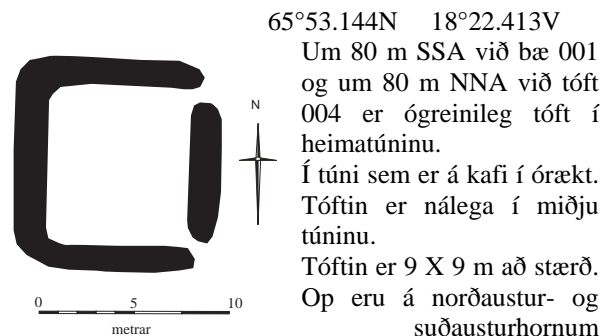 65°53.144N 18°22.413V
Um 80 m SSA við bæ 001
og um 80 m NNA við tóft
004 er ógreinileg tóft í
heimatúninu.
Í túni sem er á kafi í órækt.
Tóftin er nálega í miðju
túninu.
Tóftin er 9 X 9 m að stærð.
Op eru á norðaustur- og
suðausturhornum
N
0 5 10
metrar